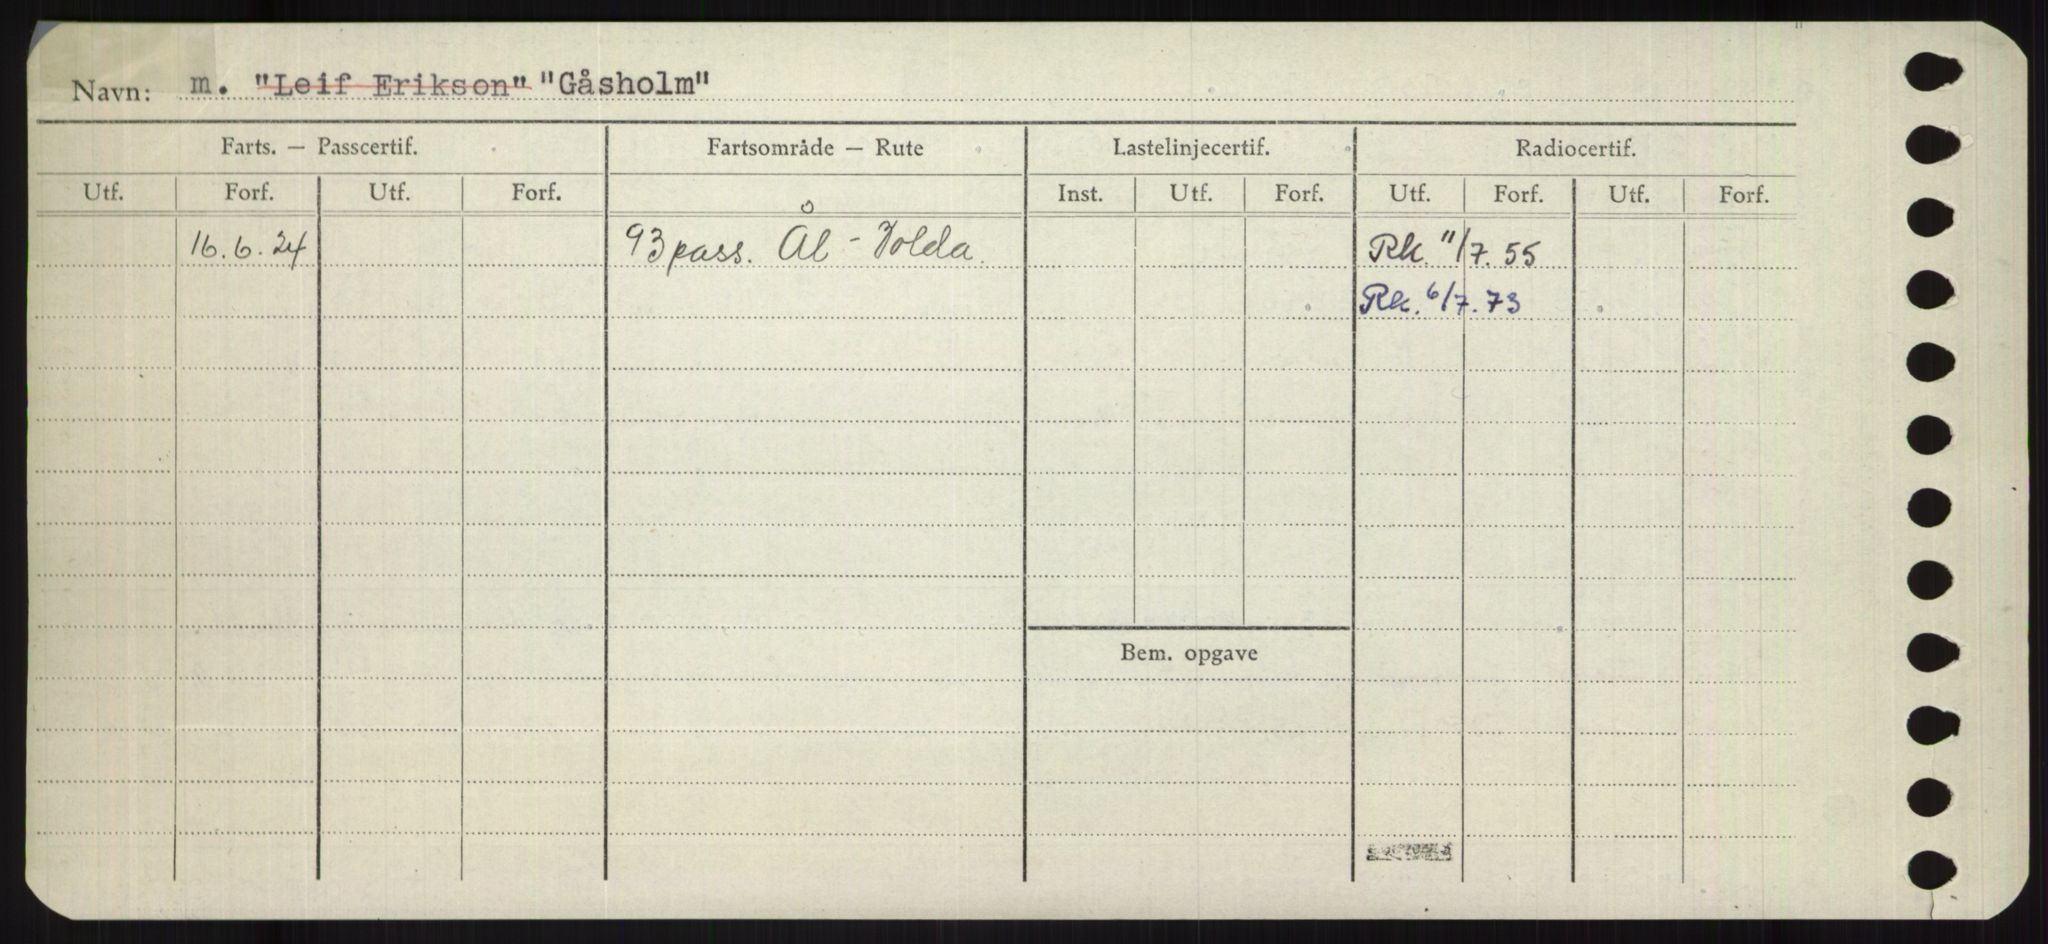 Navn: m. "Leif Erikson" "Gåsholm"
Farts. — Passcertif. Fartsområde — Rute Lastelinjecertif. Radiocertif.
Utf. Forf. Utf. Forf. Inst. Utf. Forf. Utf. Forf. Utf. Forf.
16.6.24 93 pass. Ål - Volda. Rk. 11/7.55
Rk. 6/7.73
Bem. opgave